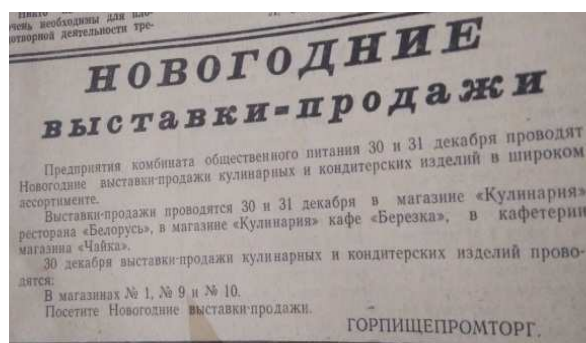 очень необходимы для пло-
дотворной деятельности тре-
НОВОГОДНИЕ
выставки-продажи
Предприятия комбината общественного питания 30 и 31 декабря проводят
Новогодние выставки-продажи кулинарных и кондитерских изделий в широком
ассортименте.
Выставки-продажи проводятся 30 и 31 декабря в магазине «Кулинария»
ресторана «Белорусь», в магазине «Кулинария» кафе «Березка», в кафетерии
магазина «Чайка».
30 декабря выставки-продажи кулинарных и кондитерских изделий прово-
дятся:
В магазинах № 1, № 9 и № 10.
Посетите Новогодние выставки-продажи.
ГОРПИЩЕПРОМТОРГ.